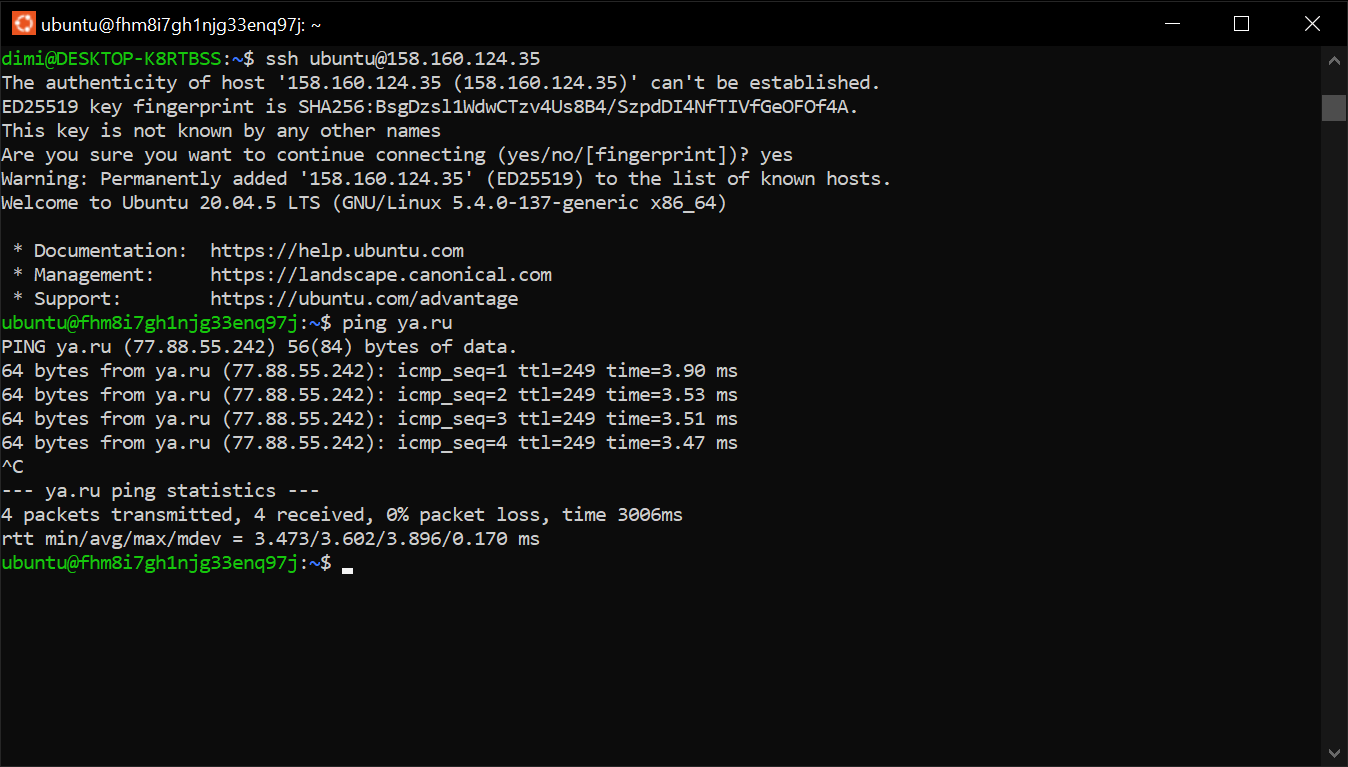 ubuntu@fhm8i7gh1njg33enq97j: ~
dimi@DESKTOP-K8RTBSS:~$ ssh ubuntu@158.160.124.35
The authenticity of host '158.160.124.35 (158.160.124.35)' can't be established.
ED25519 key fingerprint is SHA256:BsgDzsl1WdwCTzv4Us8B4/SzpdDI4NfTIVfGeOFOf4A.
This key is not known by any other names
Are you sure you want to continue connecting (yes/no/[fingerprint])? yes
Warning: Permanently added '158.160.124.35' (ED25519) to the list of known hosts.
Welcome to Ubuntu 20.04.5 LTS (GNU/Linux 5.4.0-137-generic x86_64)

 * Documentation:  https://help.ubuntu.com
 * Management:     https://landscape.canonical.com
 * Support:        https://ubuntu.com/advantage
ubuntu@fhm8i7gh1njg33enq97j:~$ ping ya.ru
PING ya.ru (77.88.55.242) 56(84) bytes of data.
64 bytes from ya.ru (77.88.55.242): icmp_seq=1 ttl=249 time=3.90 ms
64 bytes from ya.ru (77.88.55.242): icmp_seq=2 ttl=249 time=3.53 ms
64 bytes from ya.ru (77.88.55.242): icmp_seq=3 ttl=249 time=3.51 ms
64 bytes from ya.ru (77.88.55.242): icmp_seq=4 ttl=249 time=3.47 ms
^C
--- ya.ru ping statistics ---
4 packets transmitted, 4 received, 0% packet loss, time 3006ms
rtt min/avg/max/mdev = 3.473/3.602/3.896/0.170 ms
ubuntu@fhm8i7gh1njg33enq97j:~$